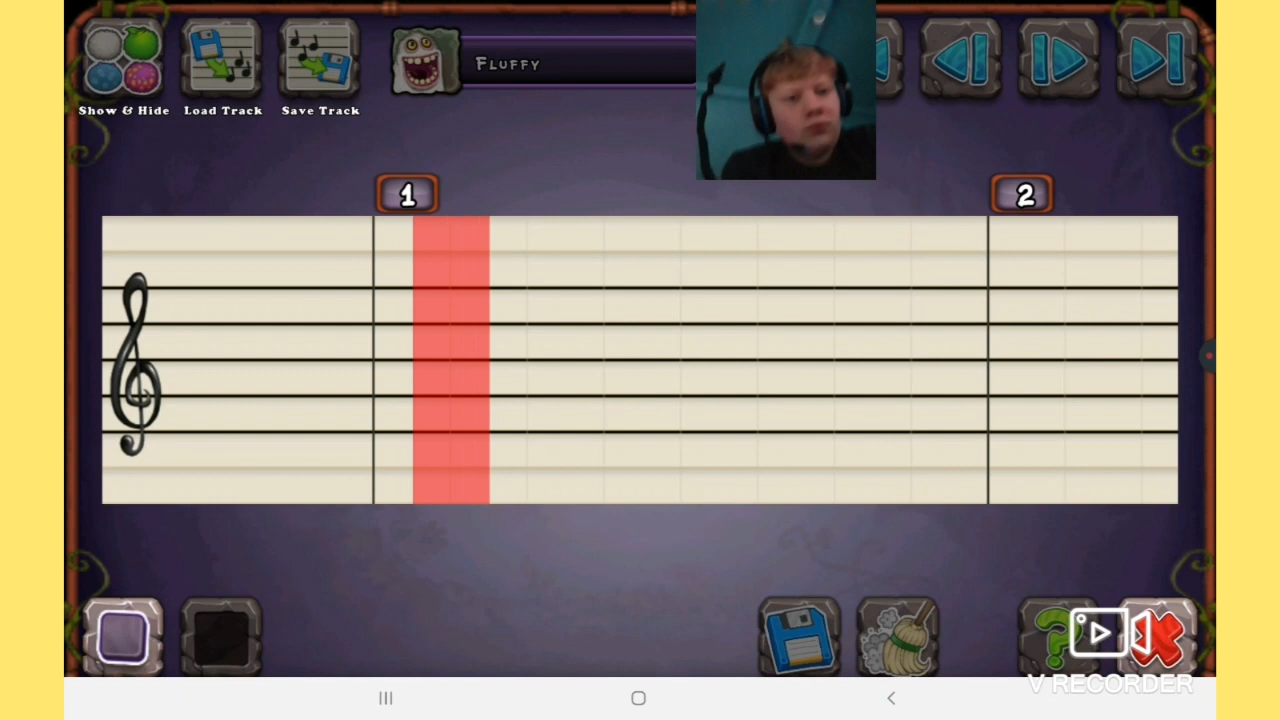 Fluffy
Show & Hide
Load Track
Save Track
1
2
V RECORDER